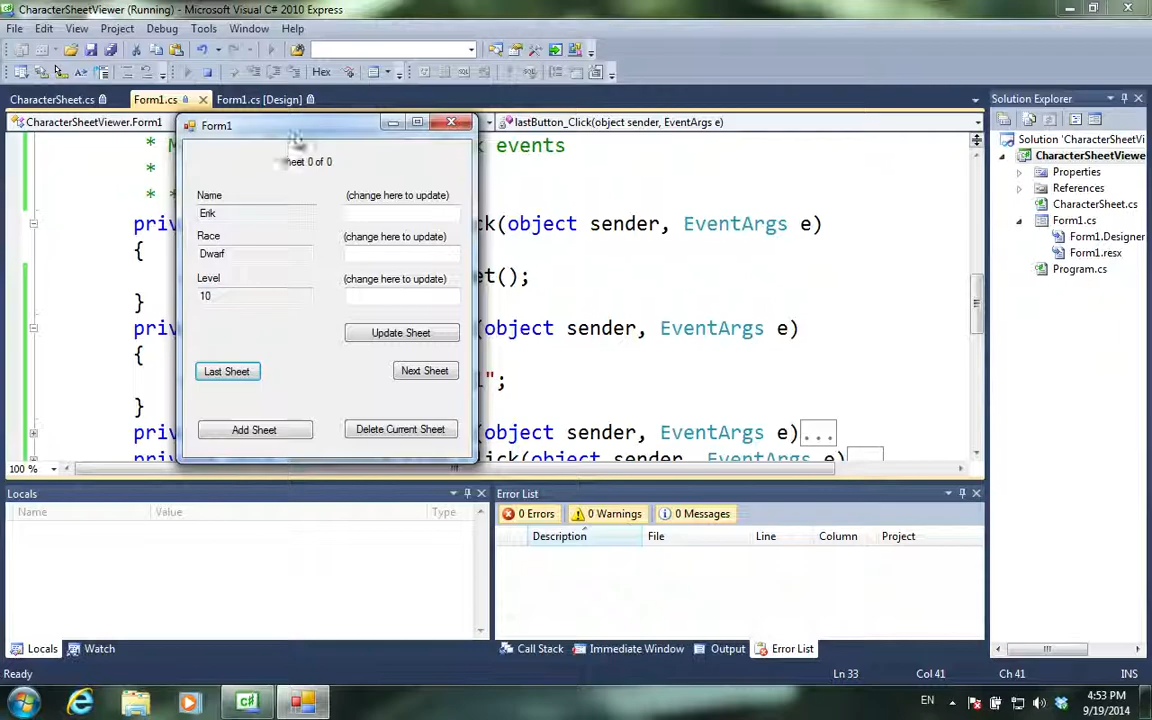 CharacterSheetViewer (Running) - Microsoft Visual C# 2010 Express
File Edit View Project Debug Tools Window Help
Hex
CharacterSheet.cs Form1.cs Form1.cs [Design]
Solution Explorer
CharacterSheetViewer.Form1
lastButton_Click(object sender, EventArgs e)
Form1
Sheet 0 of 0
Name (change here to update)
Erik
Race (change here to update)
Dwarf
Level (change here to update)
10
Update Sheet
Last Sheet Next Sheet
Add Sheet Delete Current Sheet
* M k events
*
* *
priv ck(object sender, EventArgs e)
{
et();
}
priv (object sender, EventArgs e)
{
";
}
priv (object sender, EventArgs e)...
priv ick(object sender, EventArgs e)
100 %
Solution 'CharacterSheetVi
CharacterSheetViewe
Properties
References
CharacterSheet.cs
Form1.cs
Form1.Designer
Form1.resx
Program.cs
Locals
Name Value Type
Error List
0 Errors 0 Warnings 0 Messages
Description File Line Column Project
Locals Watch
Call Stack Immediate Window Output Error List
Ready Ln 33 Col 41 Ch 41 INS
EN 4:53 PM
9/19/2014